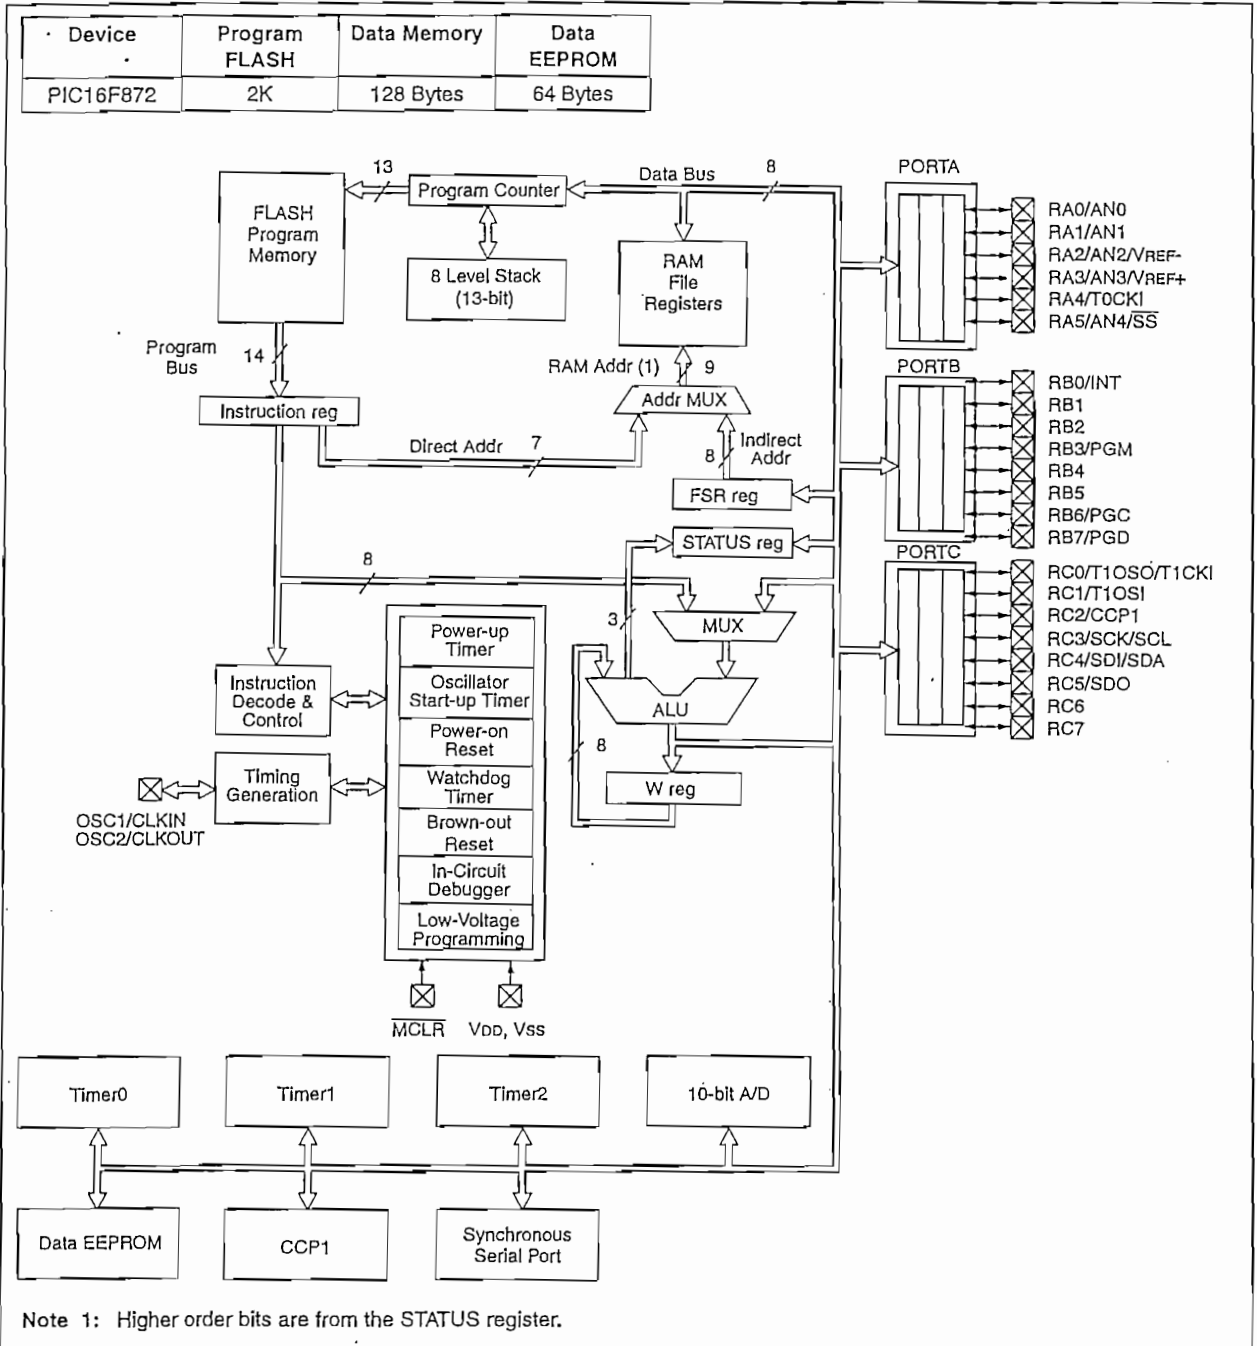 Device
Program
FLASH
Data Memory
Data
EEPROM
PIC16F872
2K
128 Bytes
64 Bytes
13
Program Counter
Data Bus
8
FLASH
Program
Memory
8 Level Stack
(13-bit)
RAM
File
Registers
Program
Bus
14
RAM Addr (1)
9
Addr MUX
Instruction reg
Direct Addr
7
8
Indirect
Addr
FSR reg
STATUS reg
8
3
MUX
ALU
8
W reg
Power-up
Timer
Oscillator
Start-up Timer
Power-on
Reset
Watchdog
Timer
Brown-out
Reset
In-Circuit
Debugger
Low-Voltage
Programming
Instruction
Decode &
Control
Timing
Generation
OSC1/CLKIN
OSC2/CLKOUT
MCLR
VDD, VSS
PORTA
RA0/AN0
RA1/AN1
RA2/AN2/VREF-
RA3/AN3/VREF+
RA4/T0CKI
RA5/AN4/SS
PORTB
RB0/INT
RB1
RB2
RB3/PGM
RB4
RB5
RB6/PGC
RB7/PGD
PORTC
RC0/T1OSO/T1CKI
RC1/T1OSI
RC2/CCP1
RC3/SCK/SCL
RC4/SDI/SDA
RC5/SDO
RC6
RC7
Timer0
Timer1
Timer2
10-bit A/D
Data EEPROM
CCP1
Synchronous
Serial Port
Note 1: Higher order bits are from the STATUS register.